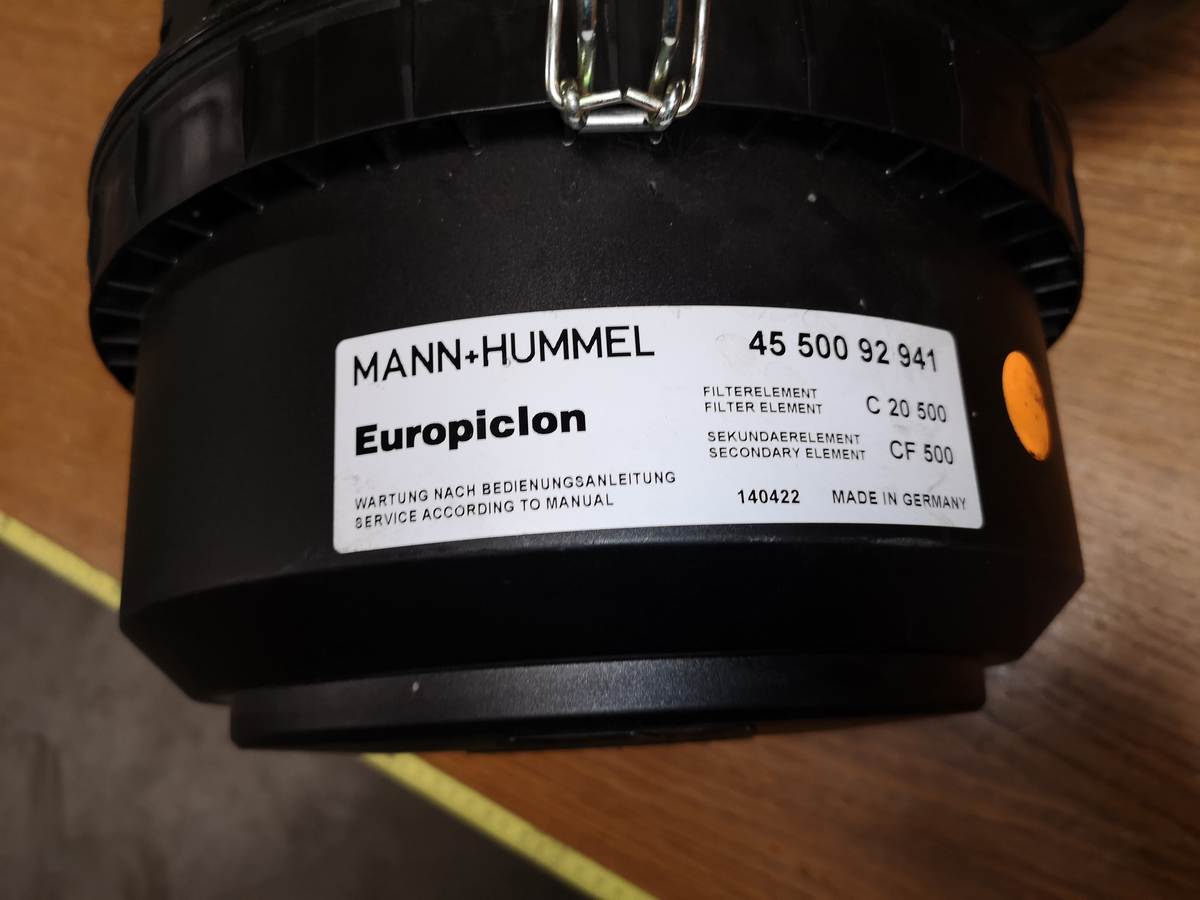 MANN+HUMMEL
45 500 92 941
Europiclon
FILTERELEMENT
FILTER ELEMENT C 20 500
SEKUNDAERELEMENT
SECONDARY ELEMENT CF 500
WARTUNG NACH BEDIENUNGSANLEITUNG
SERVICE ACCORDING TO MANUAL
140422 MADE IN GERMANY